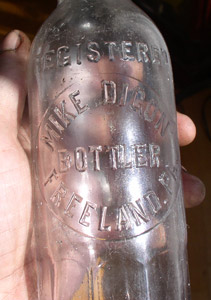 REGISTERED
MIKE
BOTTLER
FREELAND, PA.